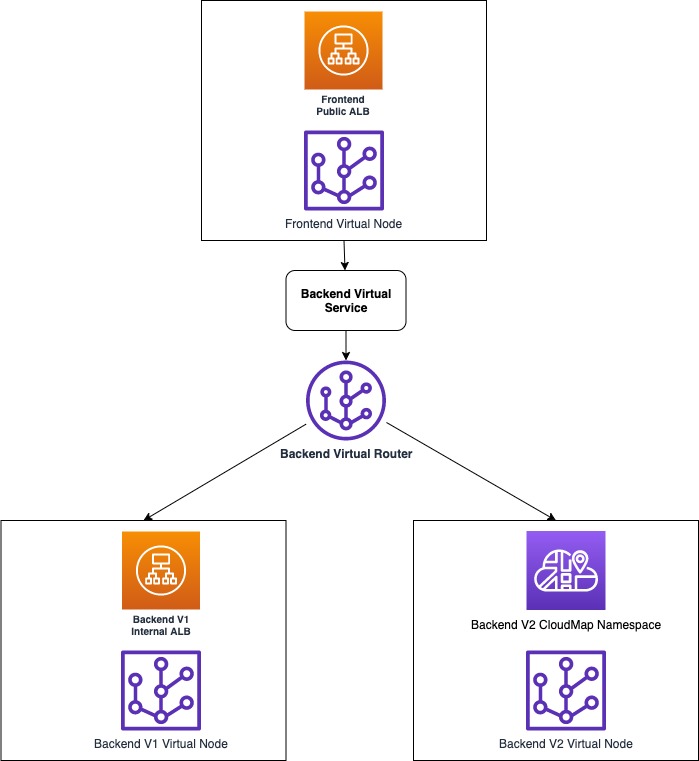 Frontend
Public ALB
Frontend Virtual Node
Backend Virtual
Service
Backend Virtual Router
Backend V1
Internal ALB
Backend V1 Virtual Node
Backend V2 CloudMap Namespace
Backend V2 Virtual Node